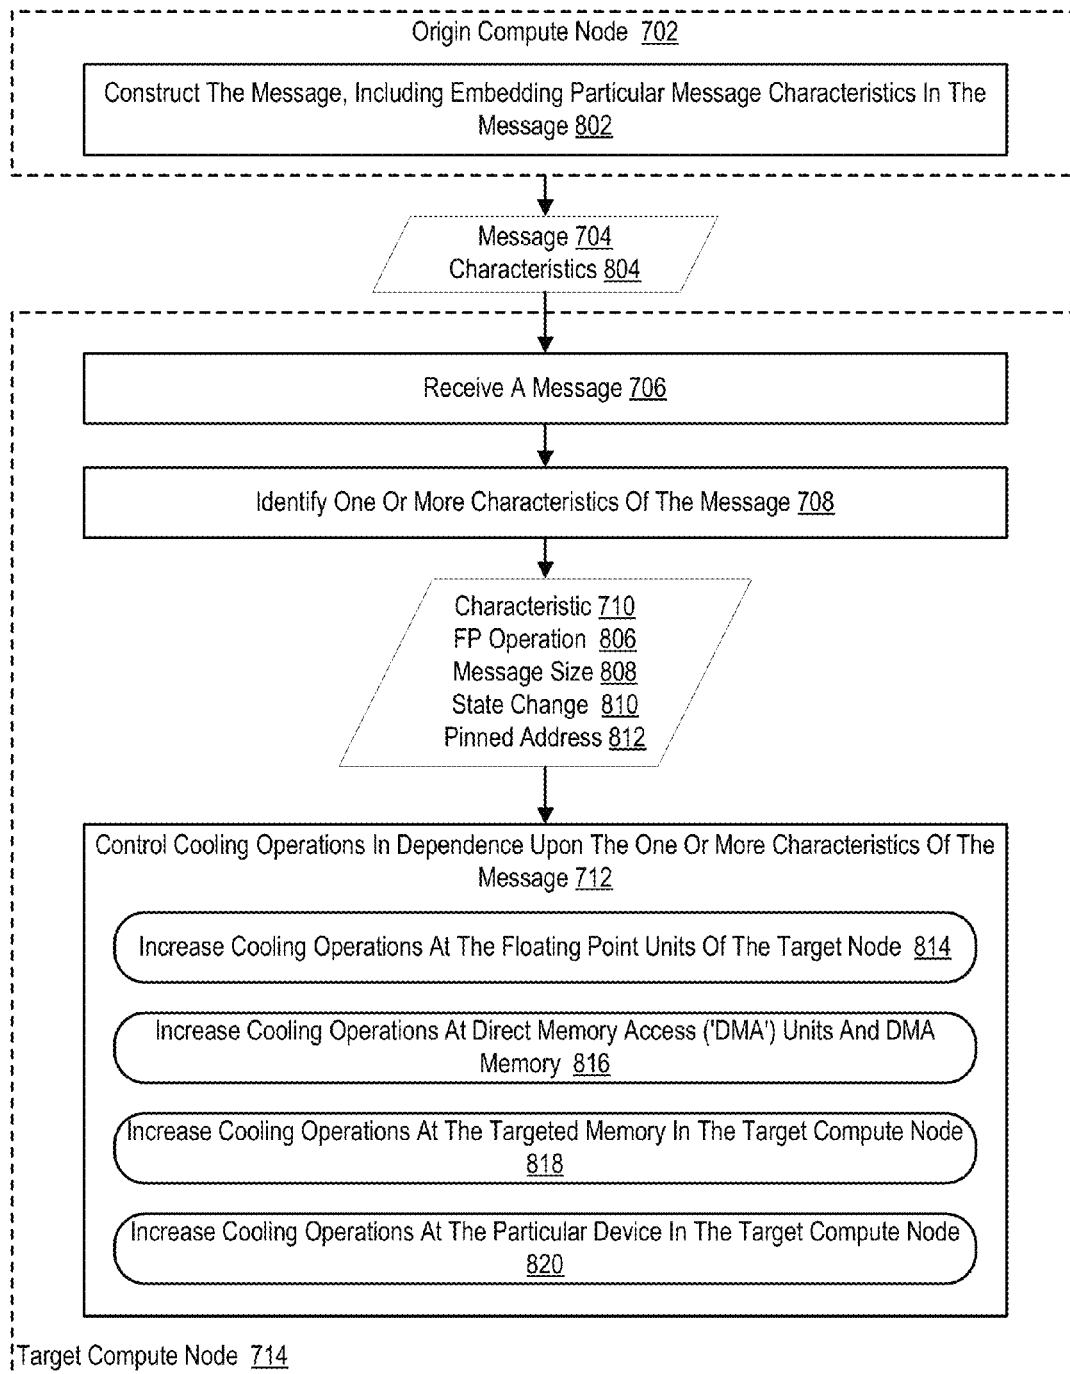 Origin Compute Node 702
Construct The Message, Including Embedding Particular Message Characteristics In The
Message 802
Message 704
Characteristics 804
Receive A Message 706
Identify One Or More Characteristics Of The Message 708
Characteristic 710
FP Operation 806
Message Size 808
State Change 810
Pinned Address 812
Control Cooling Operations In Dependence Upon The One Or More Characteristics Of The
Message 712
Increase Cooling Operations At The Floating Point Units Of The Target Node 814
Increase Cooling Operations At Direct Memory Access ('DMA') Units And DMA
Memory 816
Increase Cooling Operations At The Targeted Memory In The Target Compute Node
818
Increase Cooling Operations At The Particular Device In The Target Compute Node
820
Target Compute Node 714